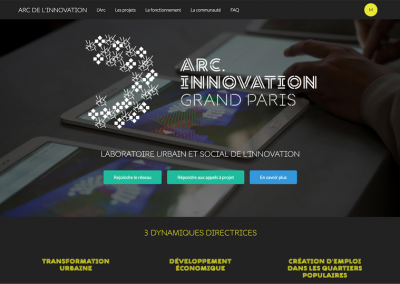 ARC DE L'INNOVATION
L'Arc
Les projets
Le fonctionnement
La communauté
FAQ
M
ARC.
INNOVATION
GRAND PARIS
LABORATOIRE URBAIN ET SOCIAL DE L'INNOVATION
Rejoindre le réseau
Répondre aux appels à projet
En savoir plus
3 DYNAMIQUES DIRECTRICES
TRANSFORMATION
URBAINE
DÉVELOPPEMENT
ÉCONOMIQUE
CRÉATION D'EMPLOI
DANS LES QUARTIERS
POPULAIRES